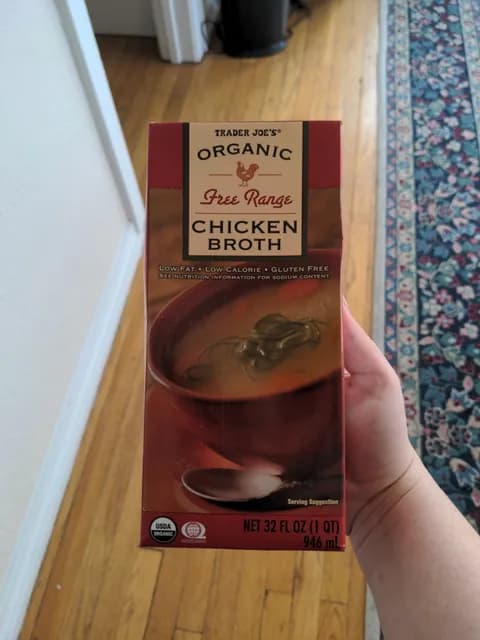 TRADER JOE'S®
ORGANIC
Free Range
CHICKEN
BROTH
LOW FAT • LOW CALORIE • GLUTEN FREE
SEE NUTRITION INFORMATION FOR SODIUM CONTENT
Serving Suggestion
USDA
ORGANIC
NET 32 FL OZ (1 QT)
946 mL